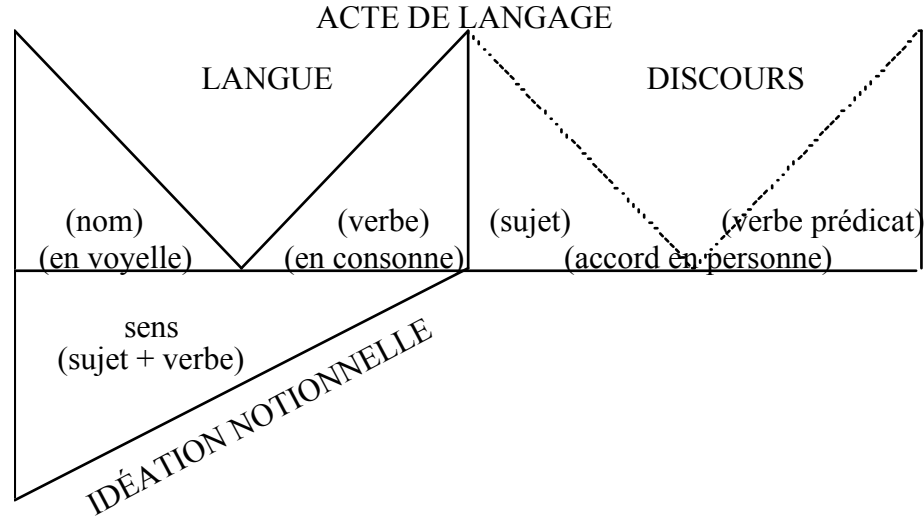 ACTE DE LANGAGE
LANGUE
DISCOURS
(nom)
(verbe)
(sujet)
(verbe prédicat)
(en voyelle)
(en consonne)
(accord en personne)
sens
(sujet + verbe)
IDÉATION NOTIONNELLE